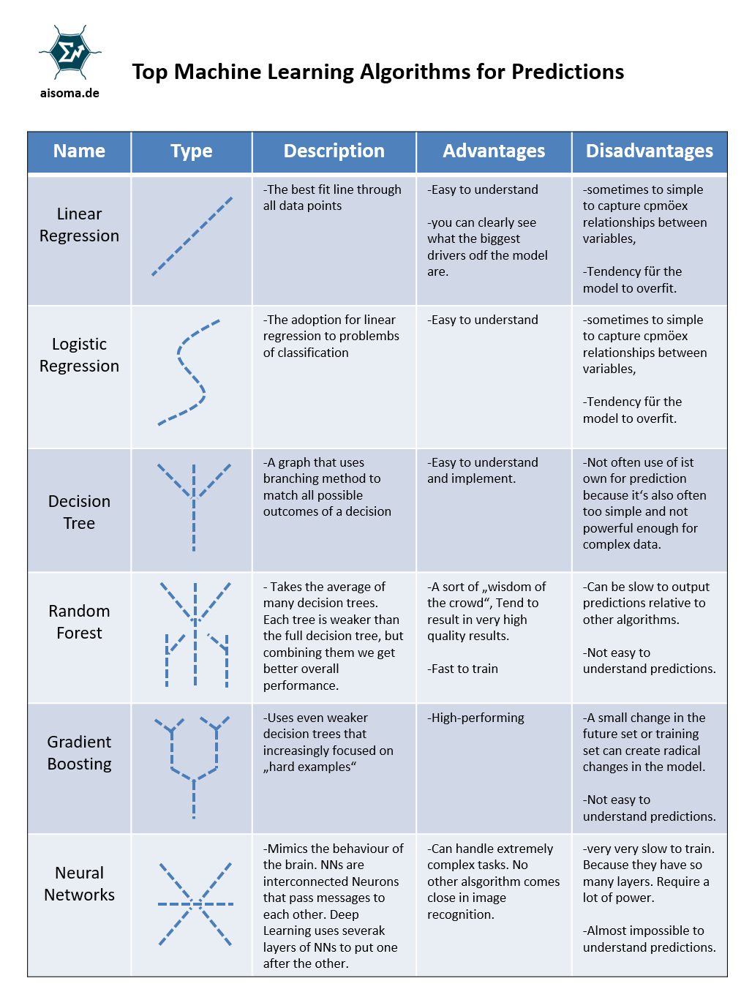 aisoma.de
Top Machine Learning Algorithms for Predictions
Name
Type
Description
Advantages
Disadvantages
Linear
Regression
-The best fit line through
all data points
-Easy to understand
-you can clearly see
what the biggest
drivers odf the model
are.
-sometimes to simple
to capture cpmöex
relationships between
variables,
-Tendency für the
model to overfit.
Logistic
Regression
-The adoption for linear
regression to problembs
of classification
-Easy to understand
-sometimes to simple
to capture cpmöex
relationships between
variables,
-Tendency für the
model to overfit.
Decision
Tree
-A graph that uses
branching method to
match all possible
outcomes of a decision
-Easy to understand
and implement.
-Not often use of ist
own for prediction
because it‘s also often
too simple and not
powerful enough for
complex data.
Random
Forest
- Takes the average of
many decision trees.
Each tree is weaker than
the full decision tree, but
combining them we get
better overall
performance.
-A sort of „wisdom of
the crowd“, Tend to
result in very high
quality results.
-Fast to train
-Can be slow to output
predictions relative to
other algorithms.
-Not easy to
understand predictions.
Gradient
Boosting
-Uses even weaker
decision trees that
increasingly focused on
„hard examples“
-High-performing
-A small change in the
future set or training
set can create radical
changes in the model.
-Not easy to
understand predictions.
Neural
Networks
-Mimics the behaviour of
the brain. NNs are
interconnected Neurons
that pass messages to
each other. Deep
Learning uses severak
layers of NNs to put one
after the other.
-Can handle extremely
complex tasks. No
other alsgorithm comes
close in image
recognition.
-very very slow to train.
Because they have so
many layers. Require a
lot of power.
-Almost impossible to
understand predictions.